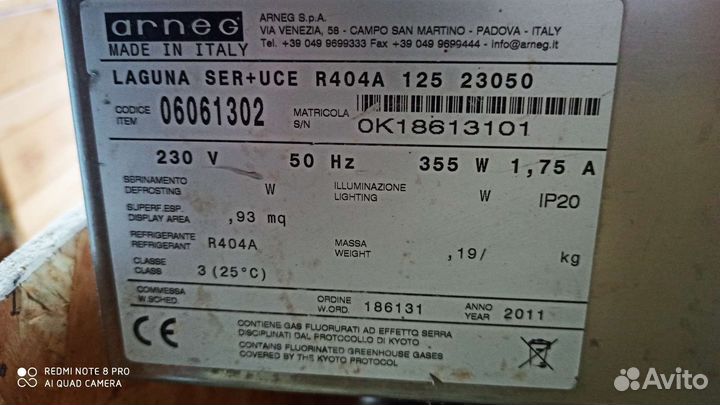 arneg
MADE IN ITALY
ARNEG S.p.A.
VIA VENEZIA, 58 - CAMPO SAN MARTINO - PADOVA - ITALY
Tel. +39 049 9699333 Fax +39 049 9699444 - info@arneg.it
LAGUNA SER+UCE R404A 125 23050
CODICE
ITEM
06061302
MATRICOLA
S/N
0K18613101
230 V 50 Hz 355 W 1,75 A
SBRINAMENTO
DEFROSTING
W
ILLUMINAZIONE
LIGHTING
W
IP20
SUPERF.ESP.
DISPLAY AREA
,93 mq
REFRIGERANTE
REFRIGERANT
R404A
MASSA
WEIGHT
,19/ kg
CLASSE
CLASS
3 (25°C)
COMMESSA
W.SCHED.
ORDINE
W.ORD.
186131
ANNO
YEAR
2011
CE
CONTIENE GAS FLUORURATI AD EFFETTO SERRA
DISCIPLINATI DAL PROTOCOLLO DI KYOTO
CONTAINS FLUORINATED GREENHOUSE GASES
COVERED BY THE KYOTO PROTOCOL
REDMI NOTE 8 PRO
AI QUAD CAMERA
Avito